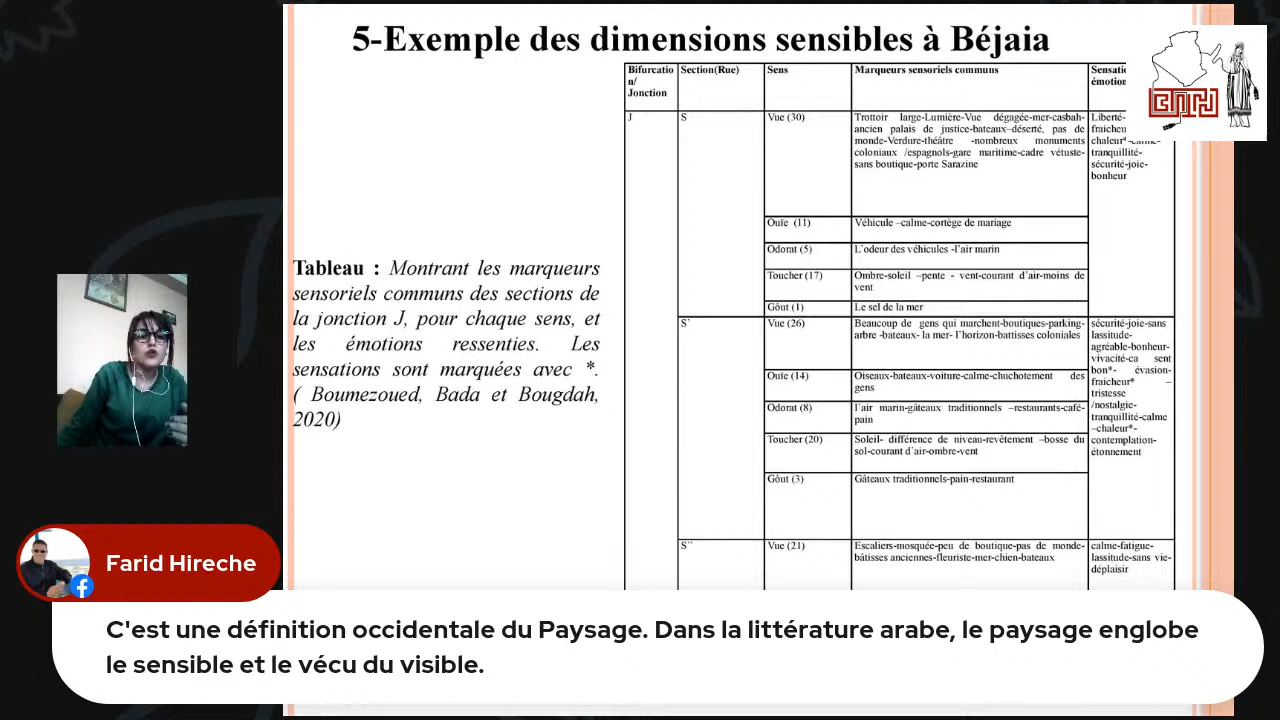 5-Exemple des dimensions sensibles à Béjaia
Tableau : Montrant les marqueurs
sensoriels communs des sections de
la jonction J, pour chaque sens, et
les émotions ressenties. Les
sensations sont marquées avec *.
( Boumezoued, Bada et Bougdah,
2020)
Bifurcatio
n/
Jonction
Section(Rue)
Sens
Marqueurs sensoriels communs
émotion
J
S
Vue (30)
Trottoir large-Lumière-Vue dégagée-mer-casbah-
ancien palais de justice-bateaux–déserté, pas de
monde-Verdure-théâtre -nombreux monuments
coloniaux /espagnols-gare maritime-cadre vétuste-
sans boutique-porte Sarazine
Liberté-
fraicheur
chaleur*-calme-
tranquillité-
sécurité-joie-
bonheur
Ouïe (11)
Véhicule –calme-cortège de mariage
Odorat (5)
L'odeur des véhicules -l'air marin
Toucher (17)
Ombre-soleil –pente - vent-courant d'air-moins de
vent
Goût (1)
Le sel de la mer
S'
Vue (26)
Beaucoup de gens qui marchent-boutiques-parking-
arbre -bateaux- la mer- l'horizon-battisses coloniales
sécurité-joie-sans
lassitude-
agréable-bonheur-
vivacité-ca sent
bon*- évasion-
fraicheur* –
tristesse
/nostalgie-
tranquillité-calme
–chaleur*-
contemplation-
étonnement
Ouïe (14)
Oiseaux-bateaux-voiture-calme-chuchotement des
gens
Odorat (8)
l'air marin-gâteaux traditionnels –restaurants-café-
pain
Toucher (20)
Soleil- différence de niveau-revêtement –bosse du
sol-courant d'air-ombre-vent
Goût (3)
Gâteaux traditionnels-pain-restaurant
S''
Vue (21)
Escaliers-mosquée-peu de boutique-pas de monde-
bâtisses anciennes-fleuriste-mer-chien-bateaux
calme-fatigue-
lassitude-sans vie-
déplaisir
Farid Hireche
C'est une définition occidentale du Paysage. Dans la littérature arabe, le paysage englobe
le sensible et le vécu du visible.